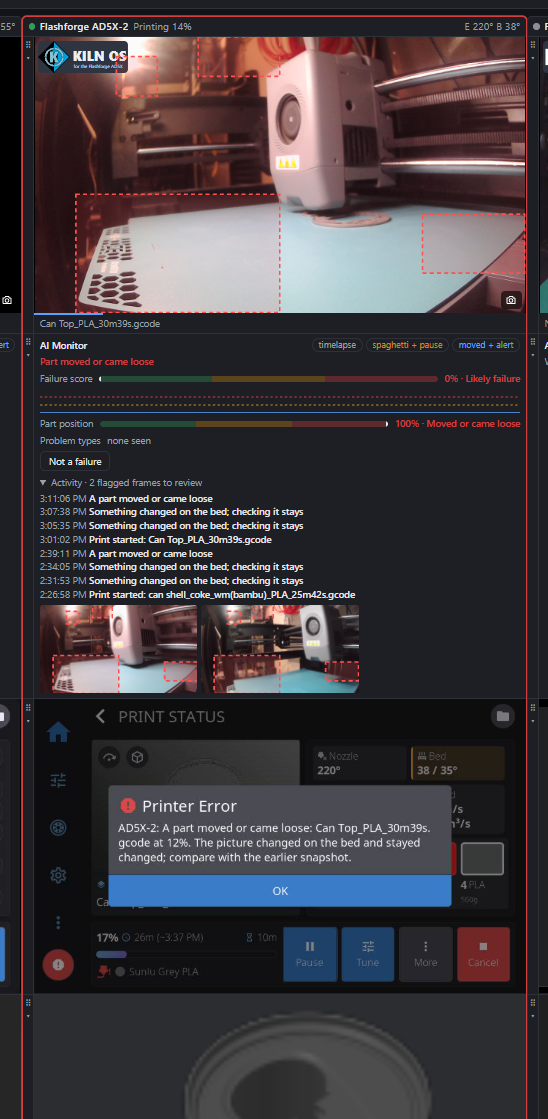 55°
Flashforge AD5X-2 Printing 14%
E 220° B 38°
KILN OS
for the Flashforge AD5X
Can Top_PLA_30m39s.gcode
AI Monitor
timelapse
spaghetti + pause
moved + alert
Part moved or came loose
Failure score
0% · Likely failure
Part position
100% · Moved or came loose
Problem types none seen
Not a failure
▼ Activity · 2 flagged frames to review
3:11:06 PM A part moved or came loose
3:07:38 PM Something changed on the bed; checking it stays
3:05:35 PM Something changed on the bed; checking it stays
3:01:02 PM Print started: Can Top_PLA_30m39s.gcode
2:39:11 PM A part moved or came loose
2:34:05 PM Something changed on the bed; checking it stays
2:31:53 PM Something changed on the bed; checking it stays
2:26:58 PM Print started: can shell_coke_wm(bambu)_PLA_25m42s.gcode
PRINT STATUS
Nozzle
220°
Bed
38 / 35°
Printer Error
AD5X-2: A part moved or came loose: Can Top_PLA_30m39s.
gcode at 12%. The picture changed on the bed and stayed
changed; compare with the earlier snapshot.
OK
4 PLA
17% 26m (~3:37 PM)
10m
Sunlu Grey PLA
Pause
Tune
More
Cancel